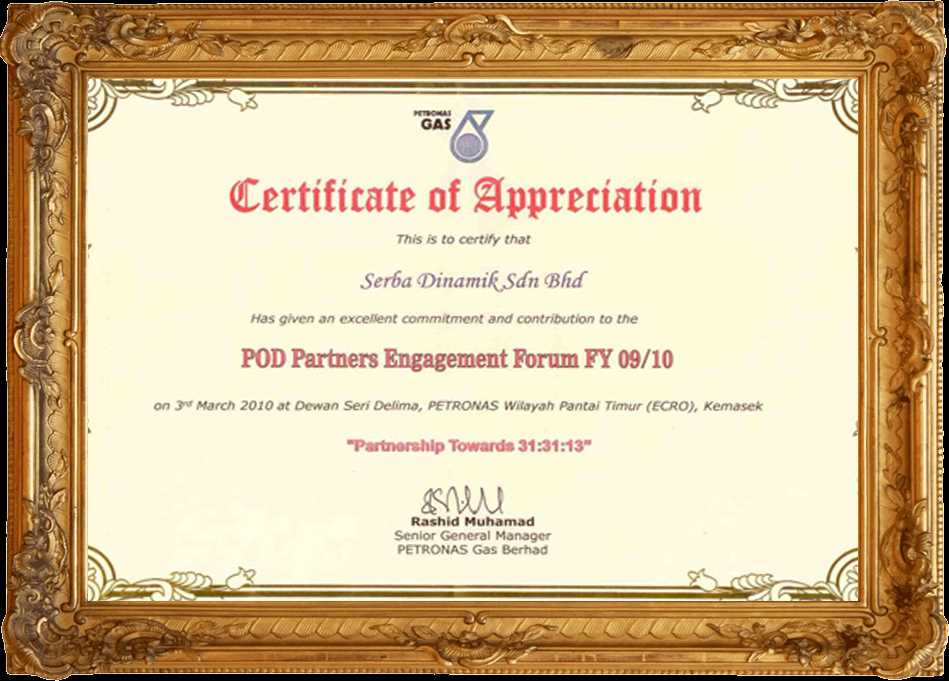 PETRONAS
GAS
Certificate of Appreciation
This is to certify that
Serba Dinamik Sdn Bhd
Has given an excellent commitment and contribution to the
POD Partners Engagement Forum FY 09/10
on 3rd March 2010 at Dewan Seri Delima, PETRONAS Wilayah Pantai Timur (ECRO), Kemasek
"Partnership Towards 31:31:13"
Rashid Muhamad
Senior General Manager
PETRONAS Gas Berhad